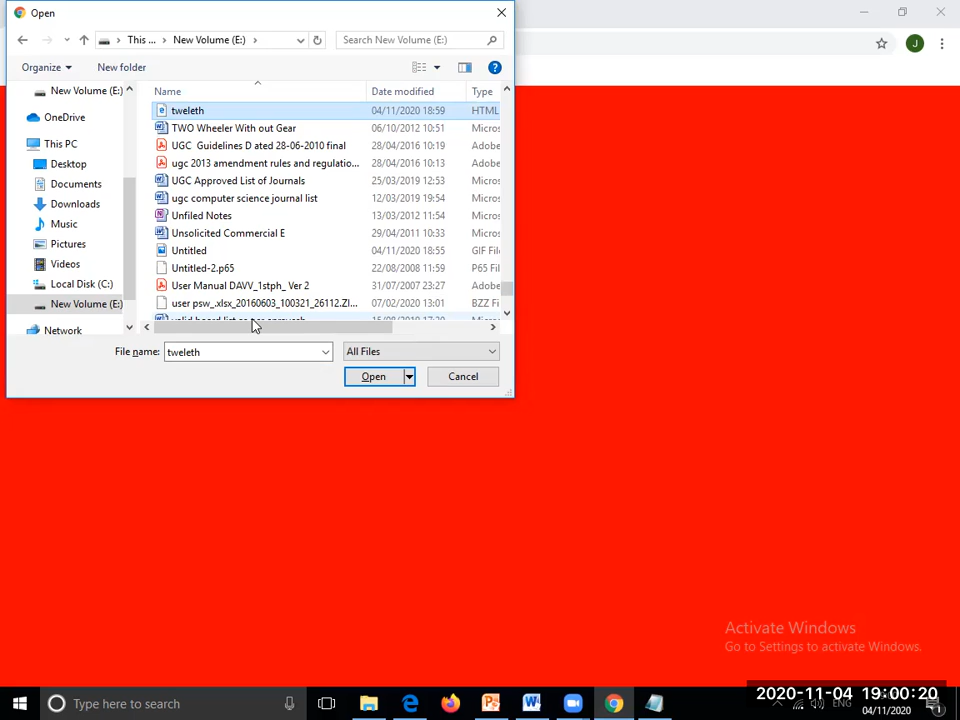 Open
This ... > New Volume (E:) >
Search New Volume (E:)
J
Organize
New folder
Name
Date modified
Type
New Volume (E:)
OneDrive
This PC
Desktop
Documents
Downloads
Music
Pictures
Videos
Local Disk (C:)
New Volume (E:)
Network
tweleth 04/11/2020 18:59 HTML
TWO Wheeler With out Gear 06/10/2012 10:51 Micros
UGC Guidelines D ated 28-06-2010 final 28/04/2016 10:19 Adobe
ugc 2013 amendment rules and regulatio... 28/04/2016 10:13 Adobe
UGC Approved List of Journals 25/03/2019 12:53 Micros
ugc computer science journal list 12/03/2019 19:54 Micros
Unfiled Notes 13/03/2012 11:54 Micros
Unsolicited Commercial E 29/04/2011 10:33 Micros
Untitled 04/11/2020 18:55 GIF File
Untitled-2.p65 22/08/2008 11:59 P65 Fil
User Manual DAVV_1stph_ Ver 2 31/07/2007 23:27 Adobe
user psw_.xlsx_20160603_100321_26112.ZI... 07/02/2020 13:01 BZZ Fi
File name: tweleth
All Files
Open
Cancel
Activate Windows
Go to Settings to activate Windows.
Type here to search
2020-11-04 19:00:20
ENG
04/11/2020
1